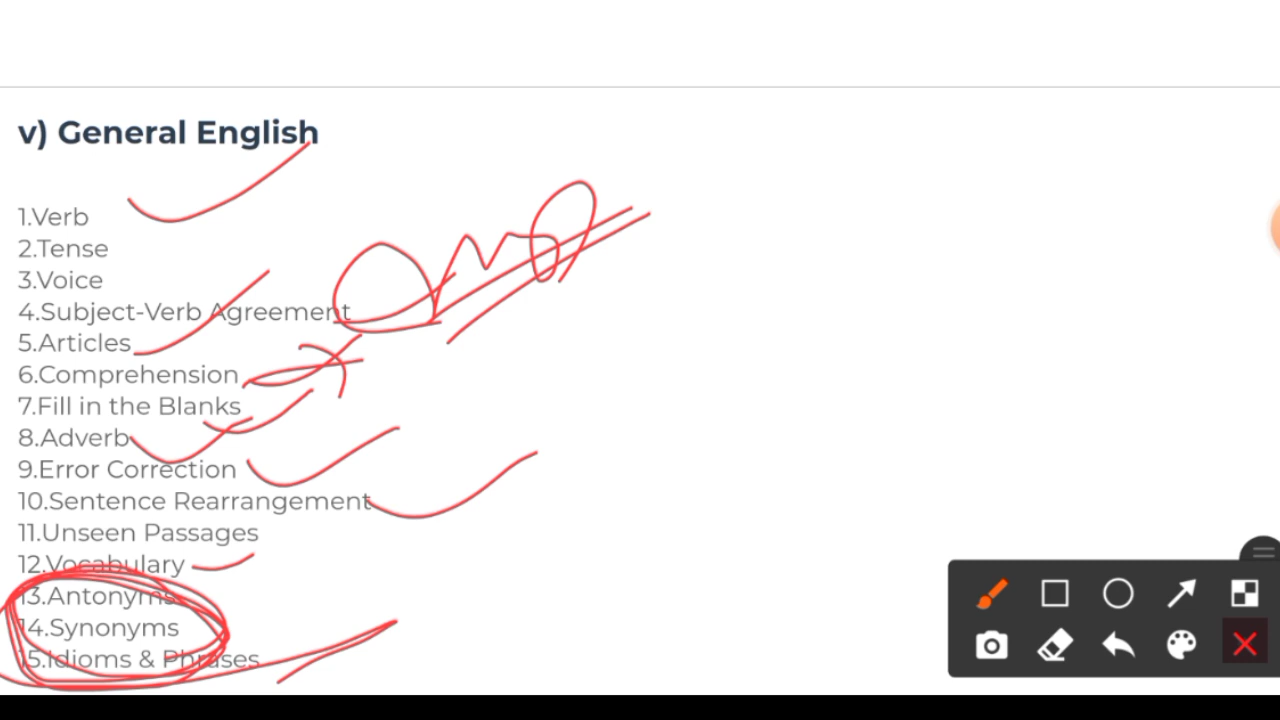 v) General English
1.Verb
2.Tense
3.Voice
4.Subject-Verb Agreement
5.Articles
6.Comprehension
7.Fill in the Blanks
8.Adverb
9.Error Correction
10.Sentence Rearrangement
11.Unseen Passages
12.Vocabulary
13.Antonyms
14.Synonyms
15.Idioms & Phrases